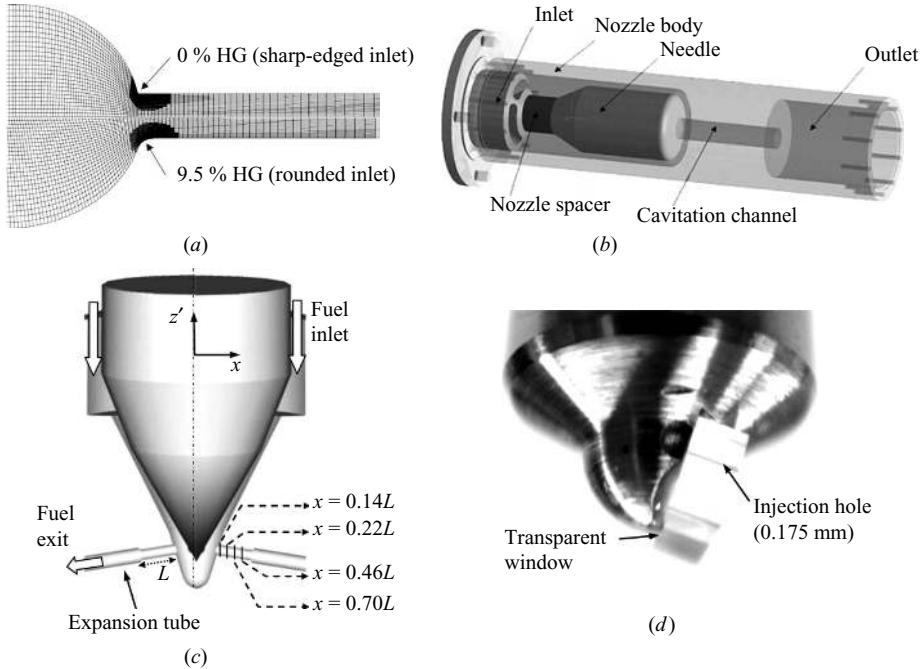 0 % HG (sharp-edged inlet)
9.5 % HG (rounded inlet)
(a)
Inlet
Nozzle body
Needle
Outlet
Nozzle spacer
Cavitation channel
(b)
Fuel
inlet
z′
x
x = 0.14L
x = 0.22L
x = 0.46L
x = 0.70L
Fuel
exit
L
Expansion tube
(c)
Injection hole
(0.175 mm)
Transparent
window
(d)